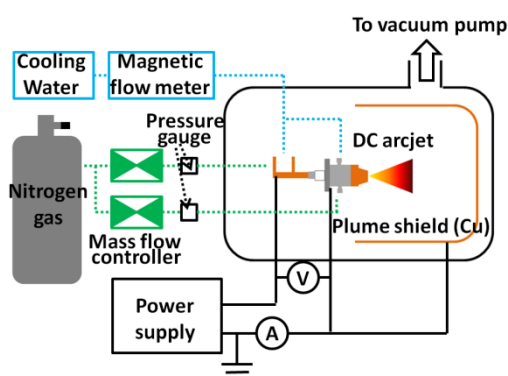 To vacuum pump
Cooling
Water
Magnetic
flow meter
Pressure
gauge
DC arcjet
Nitrogen
gas
Mass flow
controller
Plume shield (Cu)
V
Power
supply
A